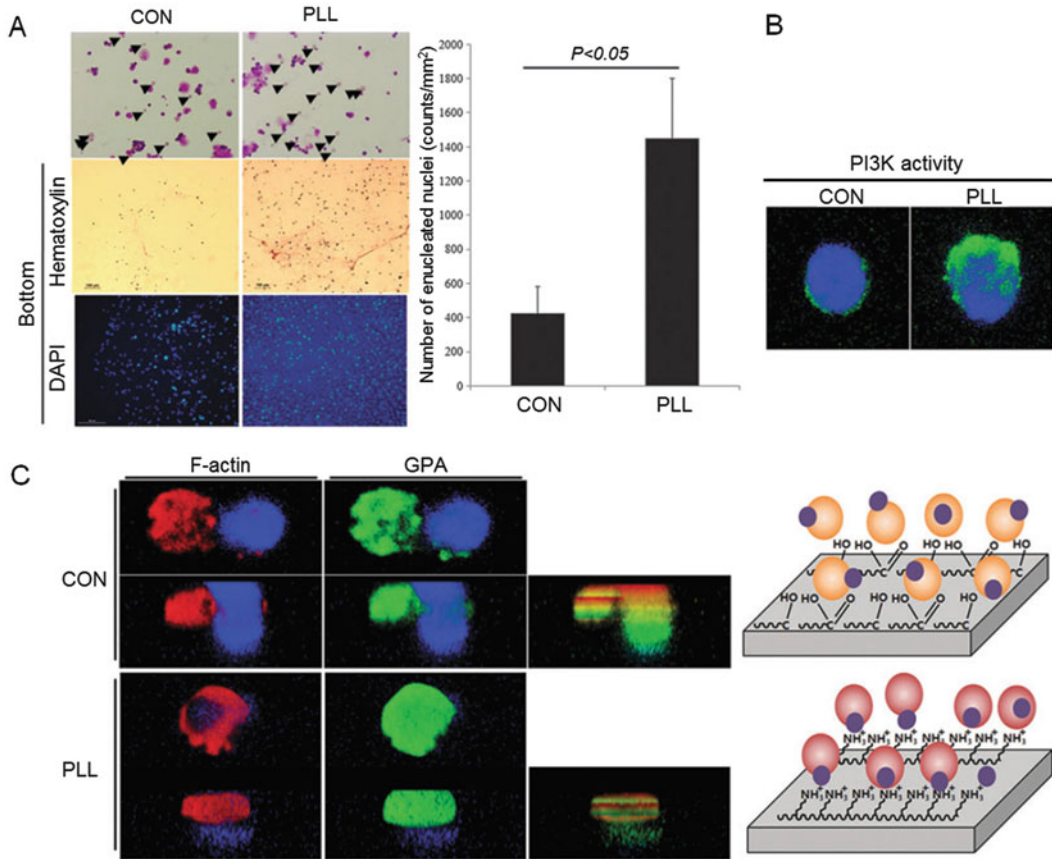 A
CON
PLL
Bottom
Hematoxylin
DAPI
Number of enucleated nuclei (counts/mm²)
2000
1800
1600
1400
1200
1000
800
600
400
200
0
P<0.05
CON
PLL
B
PI3K activity
CON
PLL
C
F-actin
GPA
CON
PLL
HO
HO
O
HO
O
HO
C
C
C
HO
HO
O
HO
O
HO
C
C
C
C
C
NH₃⁺ NH₃⁺ NH₃⁺ NH₃⁺ NH₃⁺ NH₃⁺ NH₃⁺
NH₃⁺ NH₃⁺ NH₃⁺ NH₃⁺ NH₃⁺ NH₃⁺